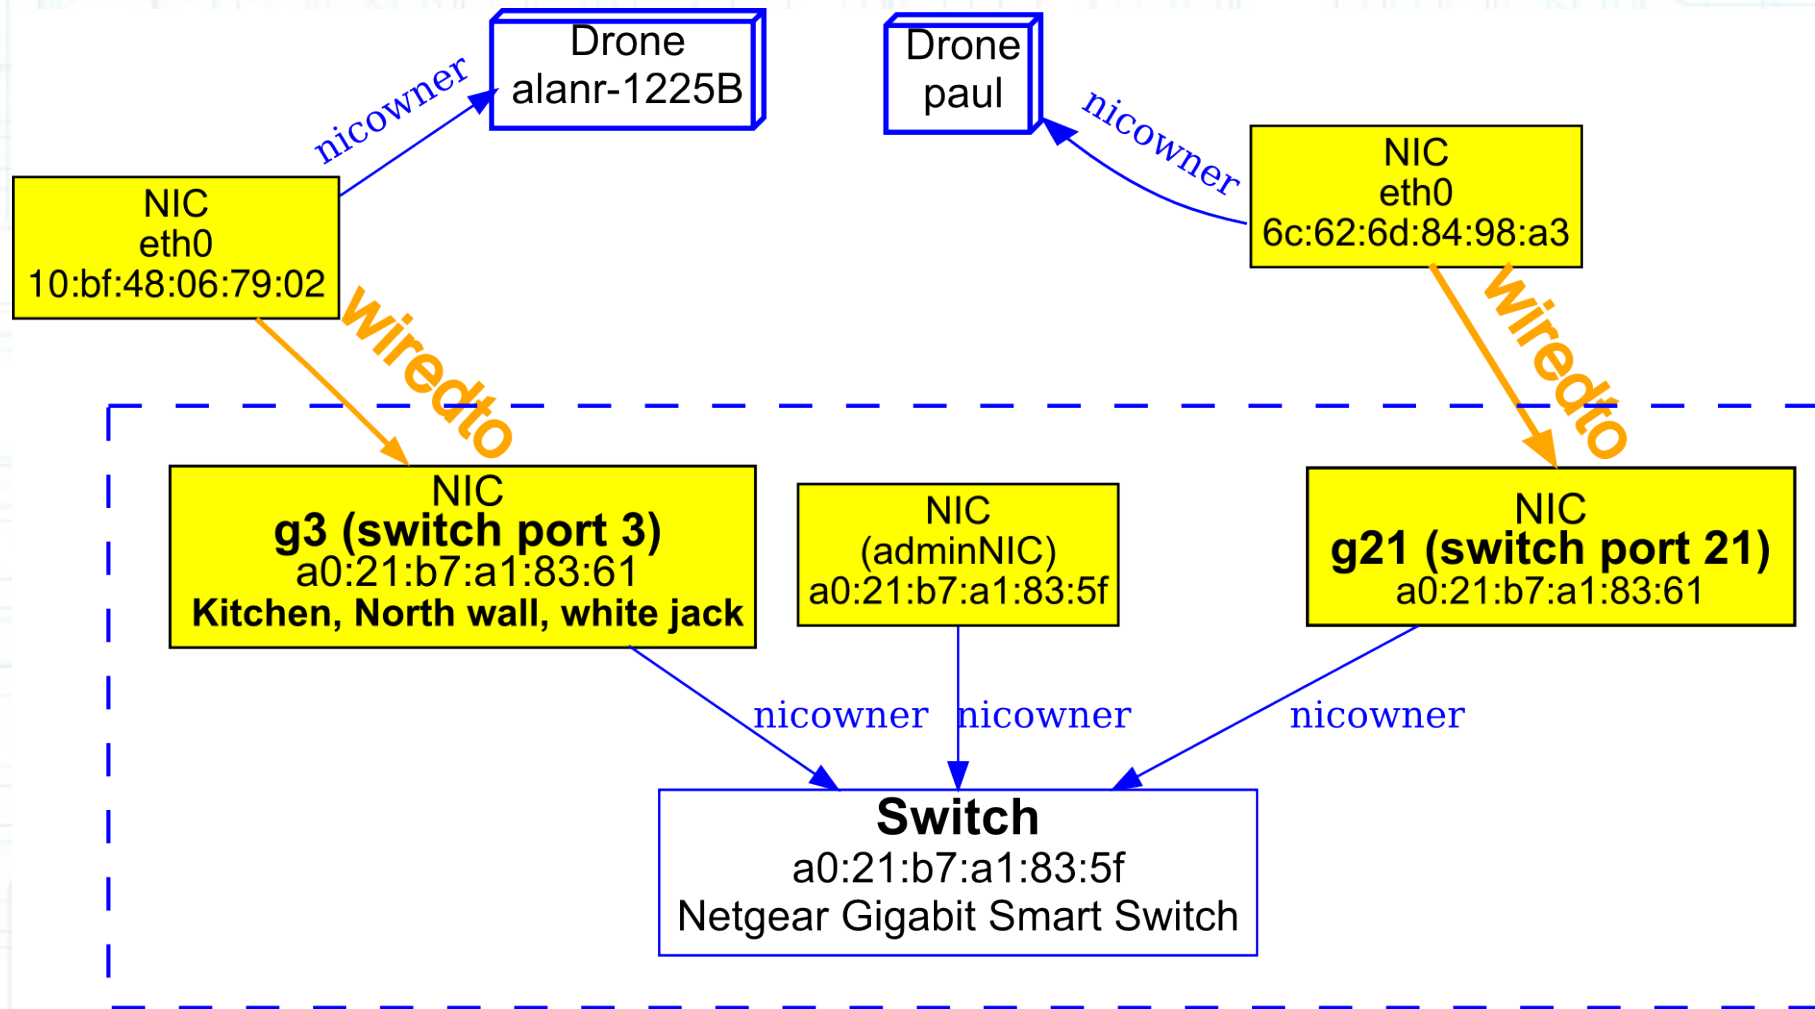 Drone
alanr-1225B
Drone
paul
nicowner
nicowner
NIC
eth0
10:bf:48:06:79:02
NIC
eth0
6c:62:6d:84:98:a3
wiredto
wiredto
NIC
g3 (switch port 3)
a0:21:b7:a1:83:61
Kitchen, North wall, white jack
NIC
(adminNIC)
a0:21:b7:a1:83:5f
NIC
g21 (switch port 21)
a0:21:b7:a1:83:61
nicowner
nicowner
nicowner
Switch
a0:21:b7:a1:83:5f
Netgear Gigabit Smart Switch